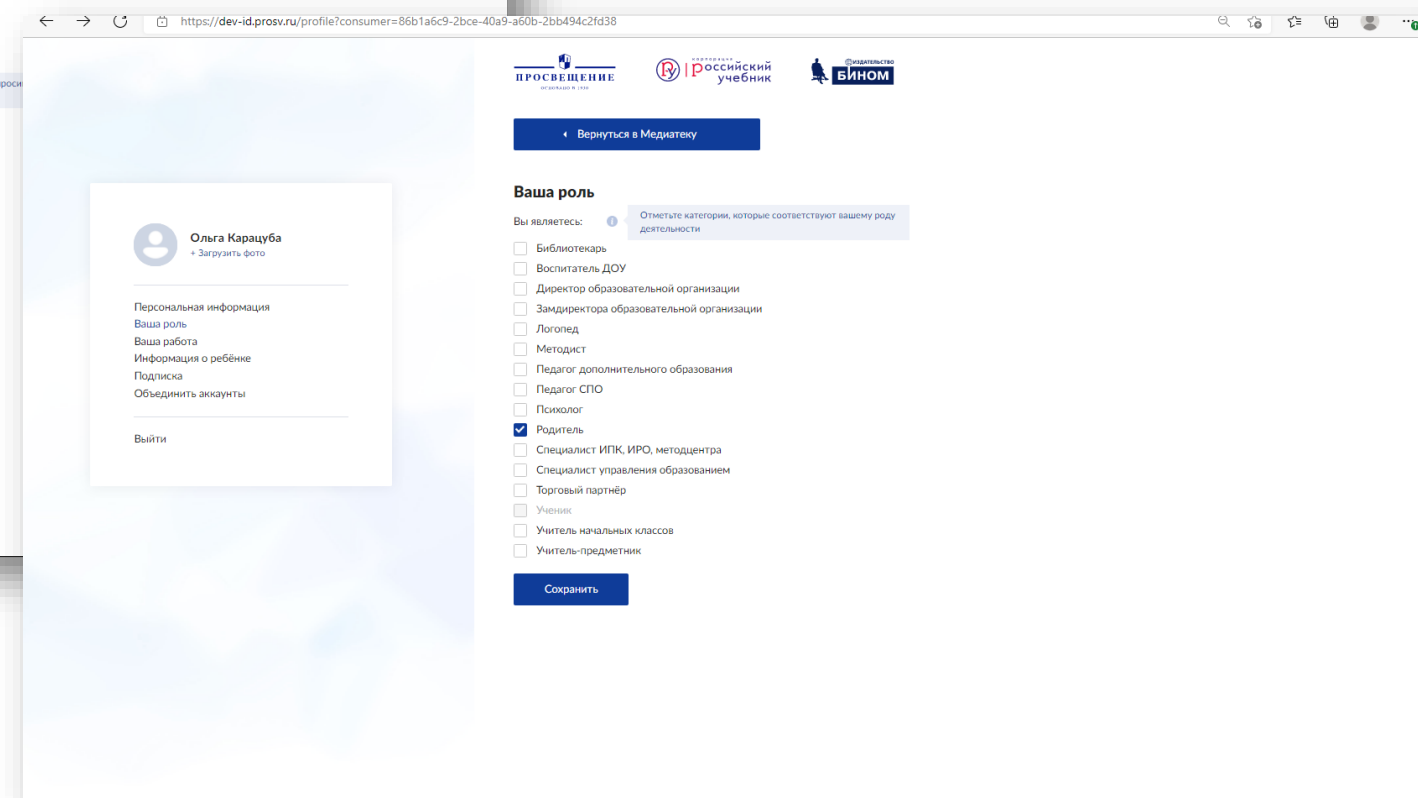 https://dev-id.prosv.ru/profile?consumer=86b1a6c9-2bce-40a9-a60b-2bb494c2fd38
ПРОСВЕЩЕНИЕ
российский
учебник
ИЗДАТЕЛЬСТВО
БИНОМ
Вернуться в Медиатеку
Ольга Карацуба
+ Загрузить фото
Персональная информация
Ваша роль
Ваша работа
Информация о ребёнке
Подписка
Объединить аккаунты
Выйти
Ваша роль
Вы являетесь:
Отметьте категории, которые соответствуют вашему роду
деятельности
Библиотекарь
Воспитатель ДОУ
Директор образовательной организации
Замдиректора образовательной организации
Логопед
Методист
Педагог дополнительного образования
Педагог СПО
Психолог
Родитель
Специалист ИПК, ИРО, методцентра
Специалист управления образованием
Торговый партнёр
Ученик
Учитель начальных классов
Учитель-предметник
Сохранить